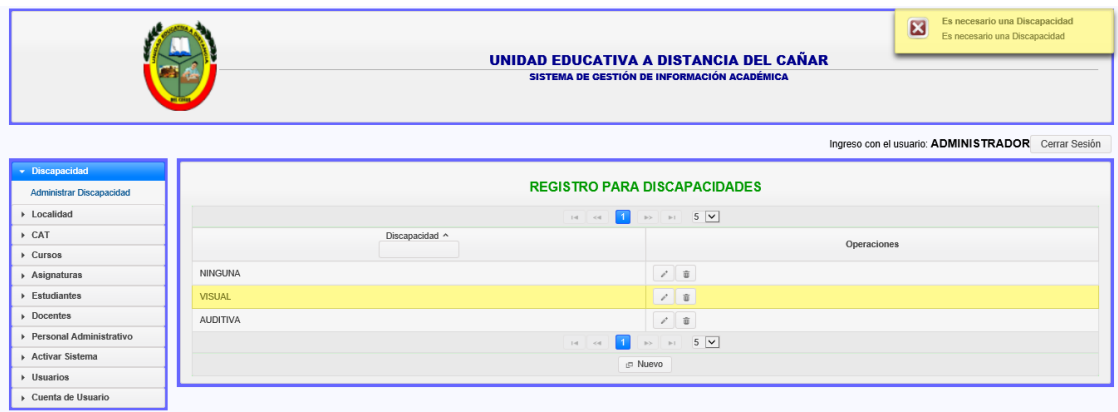 Es necesario una Discapacidad
Es necesario una Discapacidad
UNIDAD EDUCATIVA A DISTANCIA DEL CAÑAR
SISTEMA DE GESTIÓN DE INFORMACIÓN ACADÉMICA
DEL CAÑAR
Ingreso con el usuario: ADMINISTRADOR Cerrar Sesión
Discapacidad
Administrar Discapacidad
Localidad
CAT
Cursos
Asignaturas
Estudiantes
Docentes
Personal Administrativo
Activar Sistema
Usuarios
Cuenta de Usuario
REGISTRO PARA DISCAPACIDADES
1 5
Discapacidad Operaciones
NINGUNA
VISUAL
AUDITIVA
1 5
Nuevo